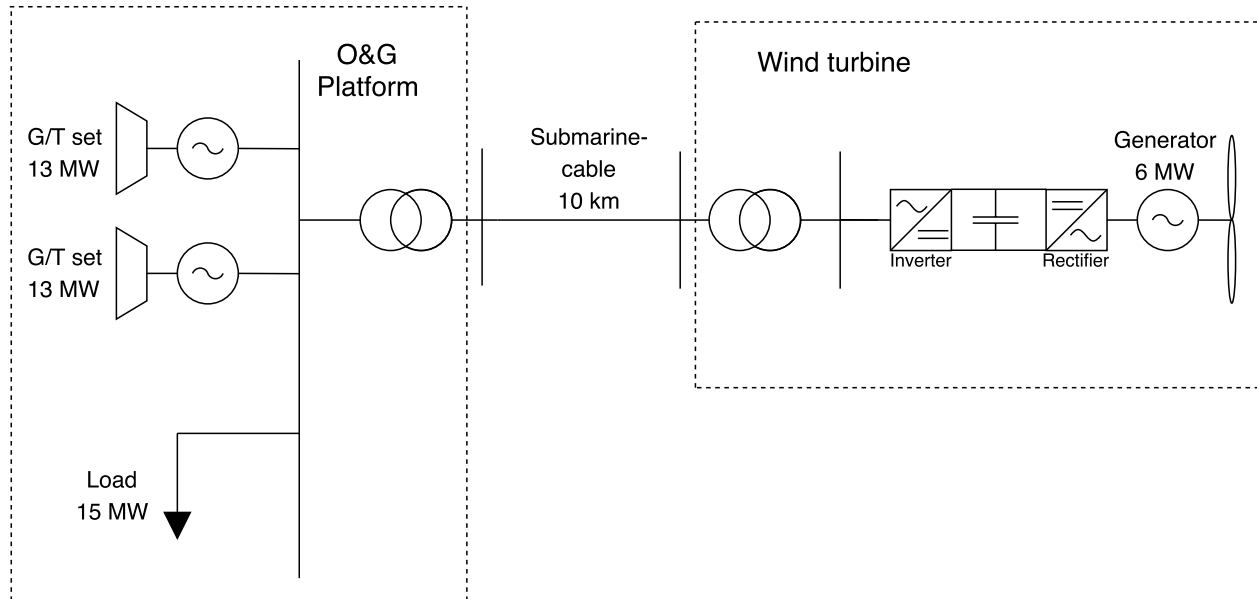 O&G
Platform
G/T set
13 MW
G/T set
13 MW
Load
15 MW
Submarine-
cable
10 km
Wind turbine
Inverter
Rectifier
Generator
6 MW